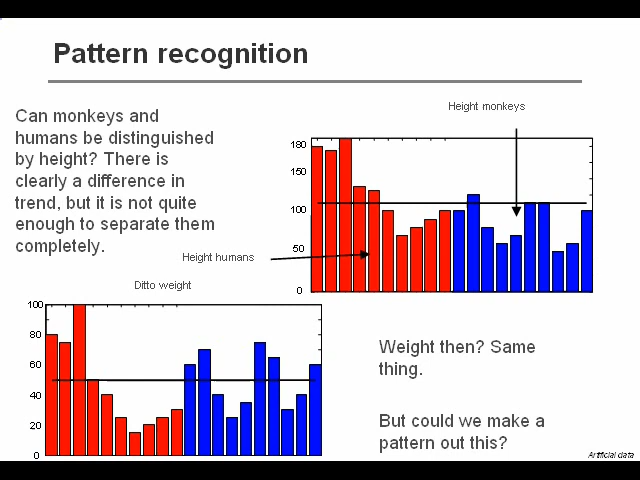 Pattern recognition
Can monkeys and
humans be distinguished
by height? There is
clearly a difference in
trend, but it is not quite
enough to separate them
completely.
Height monkeys
180
150
100
50
0
Height humans
Ditto weight
100
80
60
40
20
0
Weight then? Same
thing.
But could we make a
pattern out this?
Artificial data